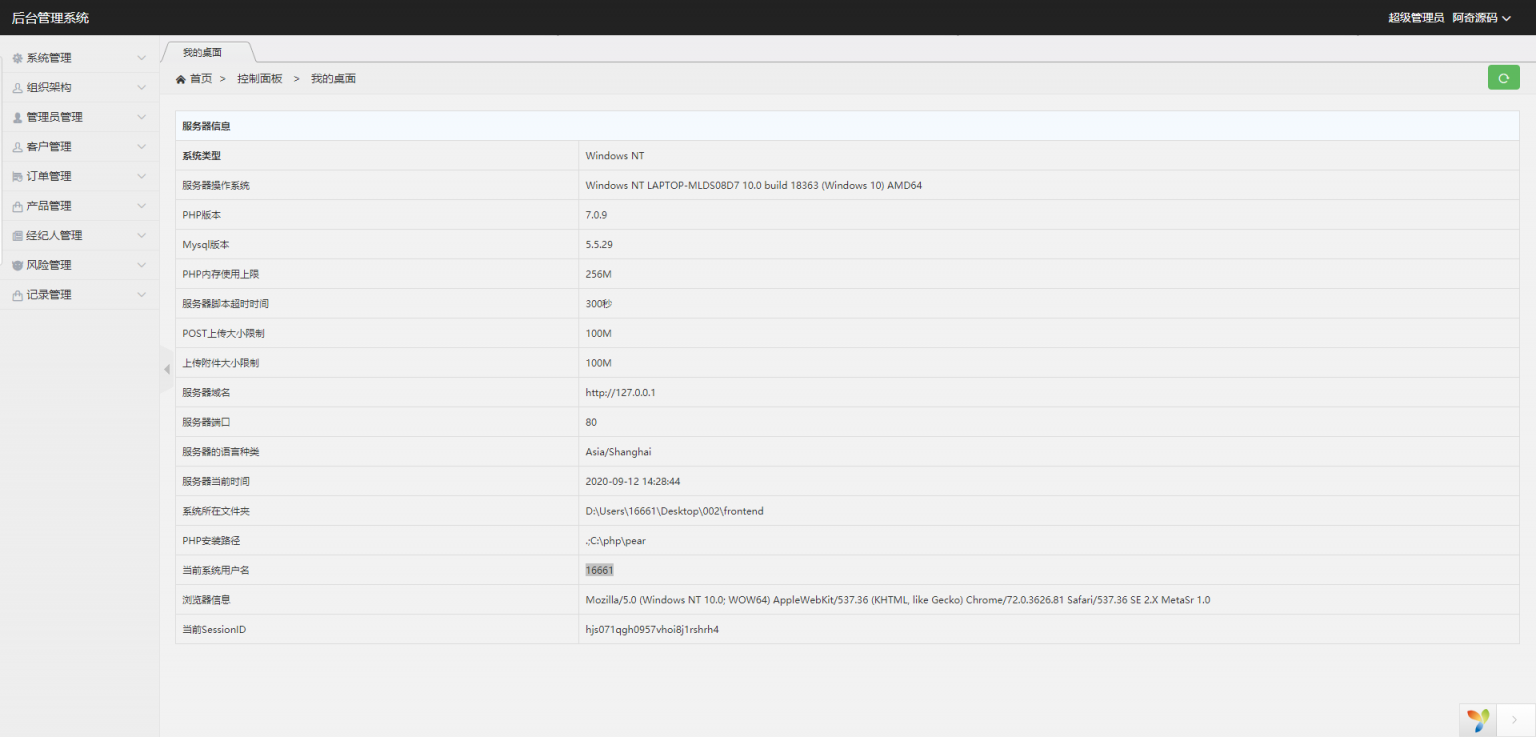 后台管理系统
超级管理员 阿奇源码
系统管理
组织架构
管理员管理
客户管理
订单管理
产品管理
经纪人管理
风险管理
记录管理
我的桌面
首页 > 控制面板 > 我的桌面
服务器信息
系统类型 Windows NT
服务器操作系统 Windows NT LAPTOP-MLDS08D7 10.0 build 18363 (Windows 10) AMD64
PHP版本 7.0.9
Mysql版本 5.5.29
PHP内存使用上限 256M
服务器脚本超时时间 300秒
POST上传大小限制 100M
上传附件大小限制 100M
服务器域名 http://127.0.0.1
服务器端口 80
服务器的语言种类 Asia/Shanghai
服务器当前时间 2020-09-12 14:28:44
系统所在文件夹 D:\Users\16661\Desktop\002\frontend
PHP安装路径 .;C:\php\pear
当前系统用户名 16661
浏览器信息 Mozilla/5.0 (Windows NT 10.0; WOW64) AppleWebKit/537.36 (KHTML, like Gecko) Chrome/72.0.3626.81 Safari/537.36 SE 2.X MetaSr 1.0
当前SessionID hjs071qgh0957vhoi8j1rshrh4